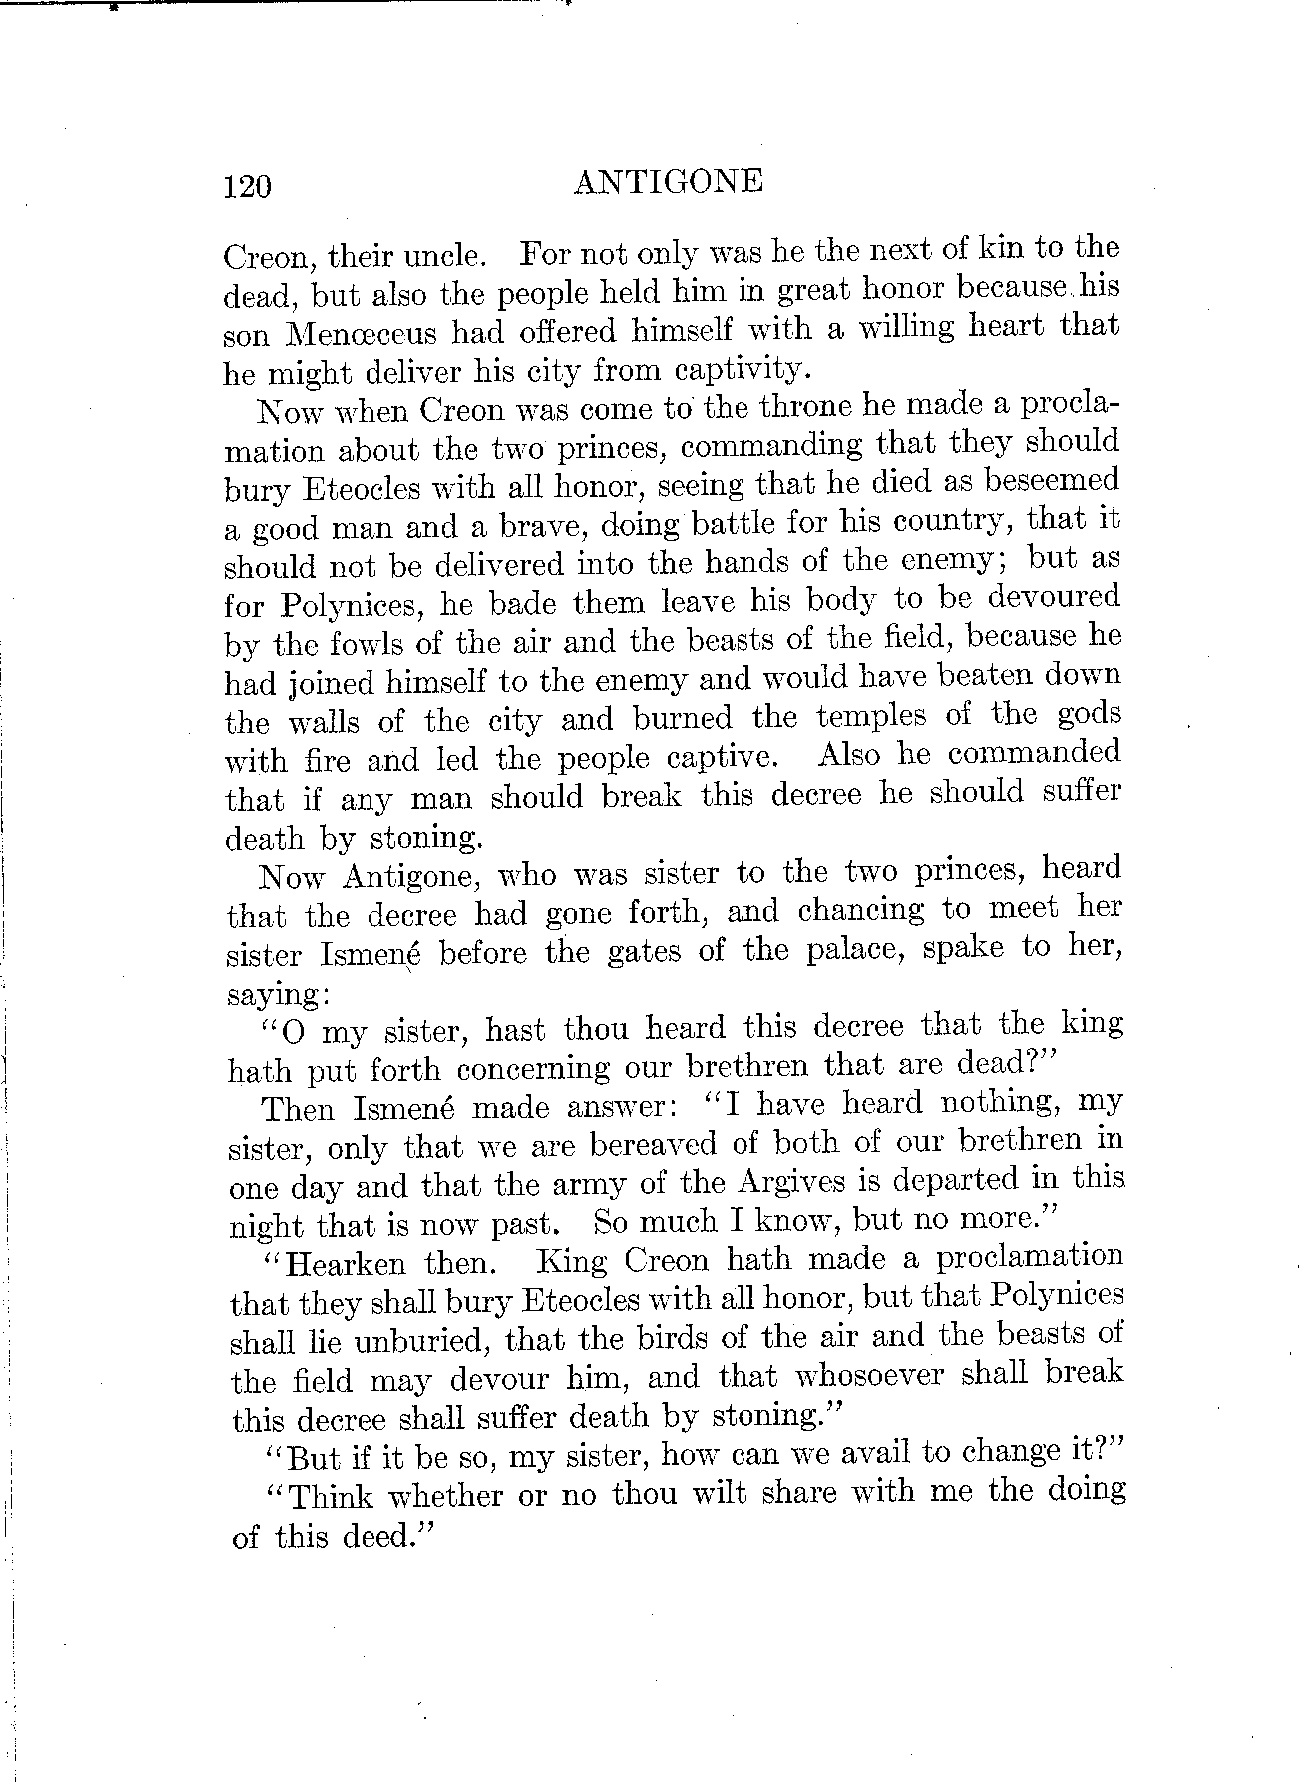 120 ANTIGONE
Creon, their uncle. For not only was he the next of kin to the
dead, but also the people held him in great honor because his
son Menœceus had offered himself with a willing heart that
he might deliver his city from captivity.
Now when Creon was come to the throne he made a procla-
mation about the two princes, commanding that they should
bury Eteocles with all honor, seeing that he died as beseemed
a good man and a brave, doing battle for his country, that it
should not be delivered into the hands of the enemy; but as
for Polynices, he bade them leave his body to be devoured
by the fowls of the air and the beasts of the field, because he
had joined himself to the enemy and would have beaten down
the walls of the city and burned the temples of the gods
with fire and led the people captive. Also he commanded
that if any man should break this decree he should suffer
death by stoning.
Now Antigone, who was sister to the two princes, heard
that the decree had gone forth, and chancing to meet her
sister Ismené before the gates of the palace, spake to her,
saying:
"O my sister, hast thou heard this decree that the king
hath put forth concerning our brethren that are dead?"
Then Ismené made answer: "I have heard nothing, my
sister, only that we are bereaved of both of our brethren in
one day and that the army of the Argives is departed in this
night that is now past. So much I know, but no more."
"Hearken then. King Creon hath made a proclamation
that they shall bury Eteocles with all honor, but that Polynices
shall lie unburied, that the birds of the air and the beasts of
the field may devour him, and that whosoever shall break
this decree shall suffer death by stoning."
"But if it be so, my sister, how can we avail to change it?"
"Think whether or no thou wilt share with me the doing
of this deed."